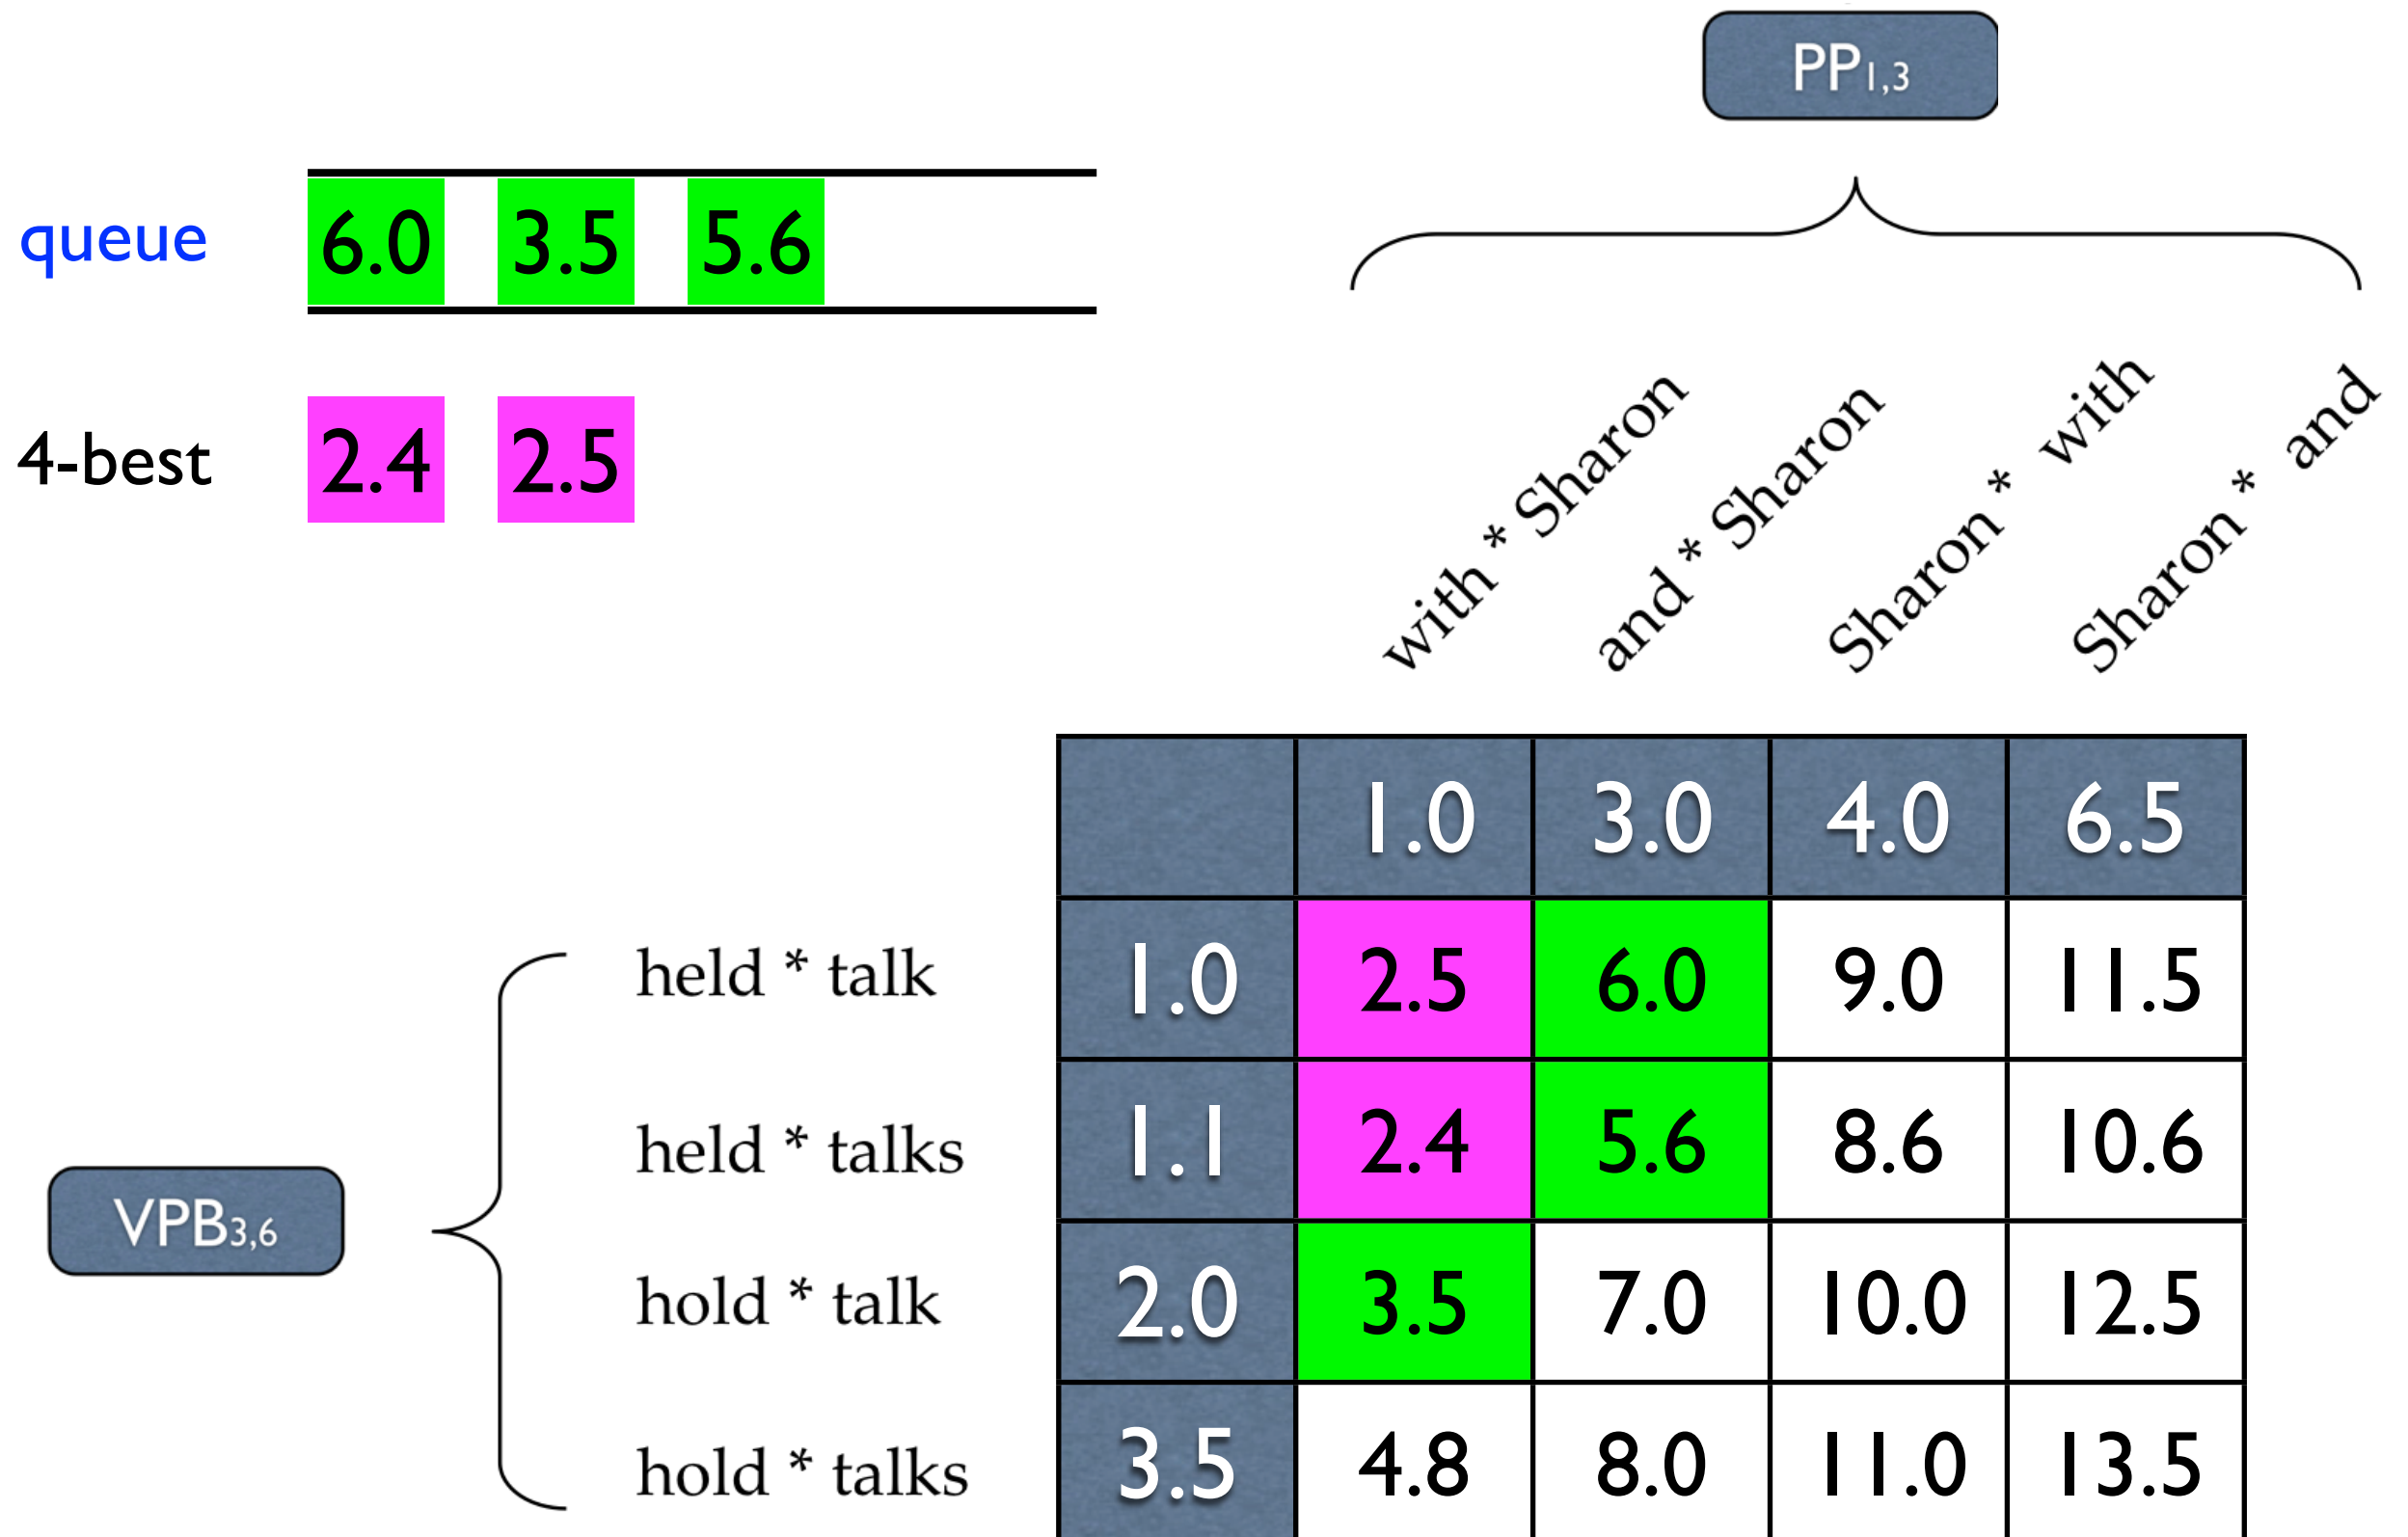 PP1,3
queue 6.0 3.5 5.6
4-best 2.4 2.5
with * Sharon
and * Sharon
Sharon * with
Sharon * and
1.0 3.0 4.0 6.5
held * talk 1.0 2.5 6.0 9.0 11.5
held * talks 1.1 2.4 5.6 8.6 10.6
VPB3,6
hold * talk 2.0 3.5 7.0 10.0 12.5
hold * talks 3.5 4.8 8.0 11.0 13.5